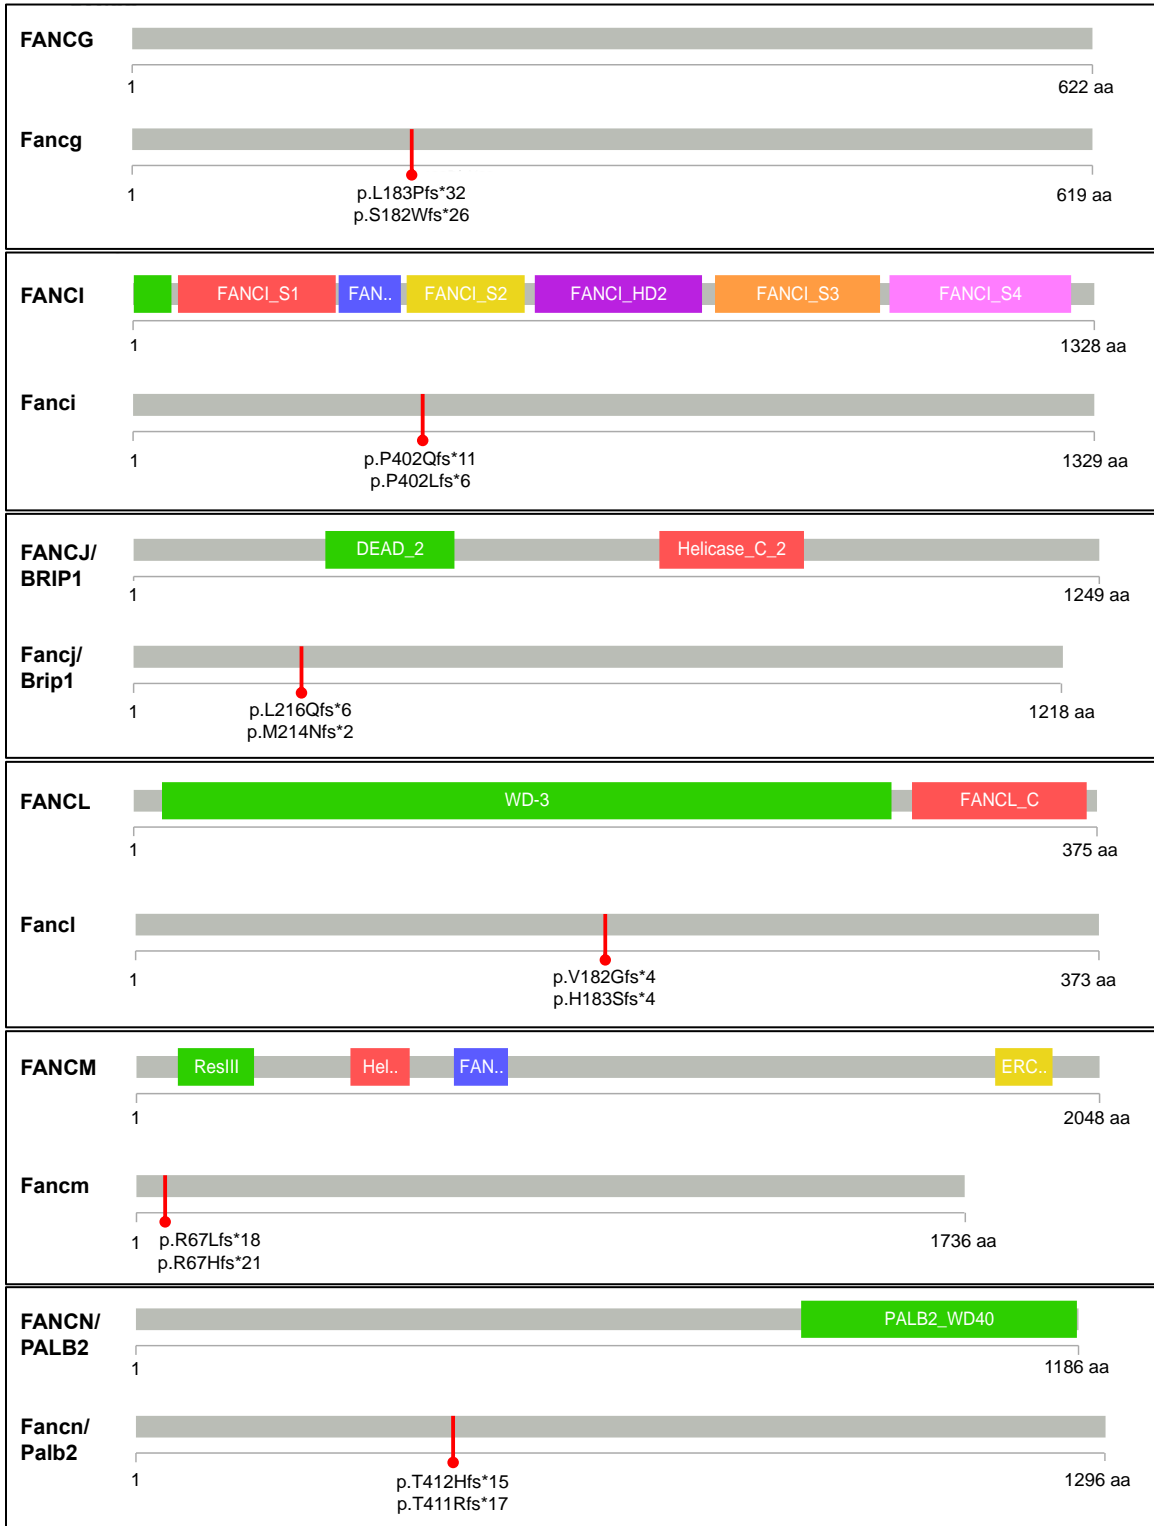 FANCG
1
622 aa
Fancg
1
619 aa
p.L183Pfs*32
p.S182Wfs*26
FANCI
FANCI_S1
FAN..
FANCI_S2
FANCI_HD2
FANCI_S3
FANCI_S4
1
1328 aa
Fanci
1
1329 aa
p.P402Qfs*11
p.P402Lfs*6
FANCJ/
BRIP1
DEAD_2
Helicase_C_2
1
1249 aa
Fancj/
Brip1
1
1218 aa
p.L216Qfs*6
p.M214Nfs*2
FANCL
WD-3
FANCL_C
1
375 aa
Fancl
1
373 aa
p.V182Gfs*4
p.H183Sfs*4
FANCM
ResIII
Hel..
FAN..
ERC..
1
2048 aa
Fancm
1
1736 aa
p.R67Lfs*18
p.R67Hfs*21
FANCN/
PALB2
PALB2_WD40
1
1186 aa
Fancn/
Palb2
1
1296 aa
p.T412Hfs*15
p.T411Rfs*17